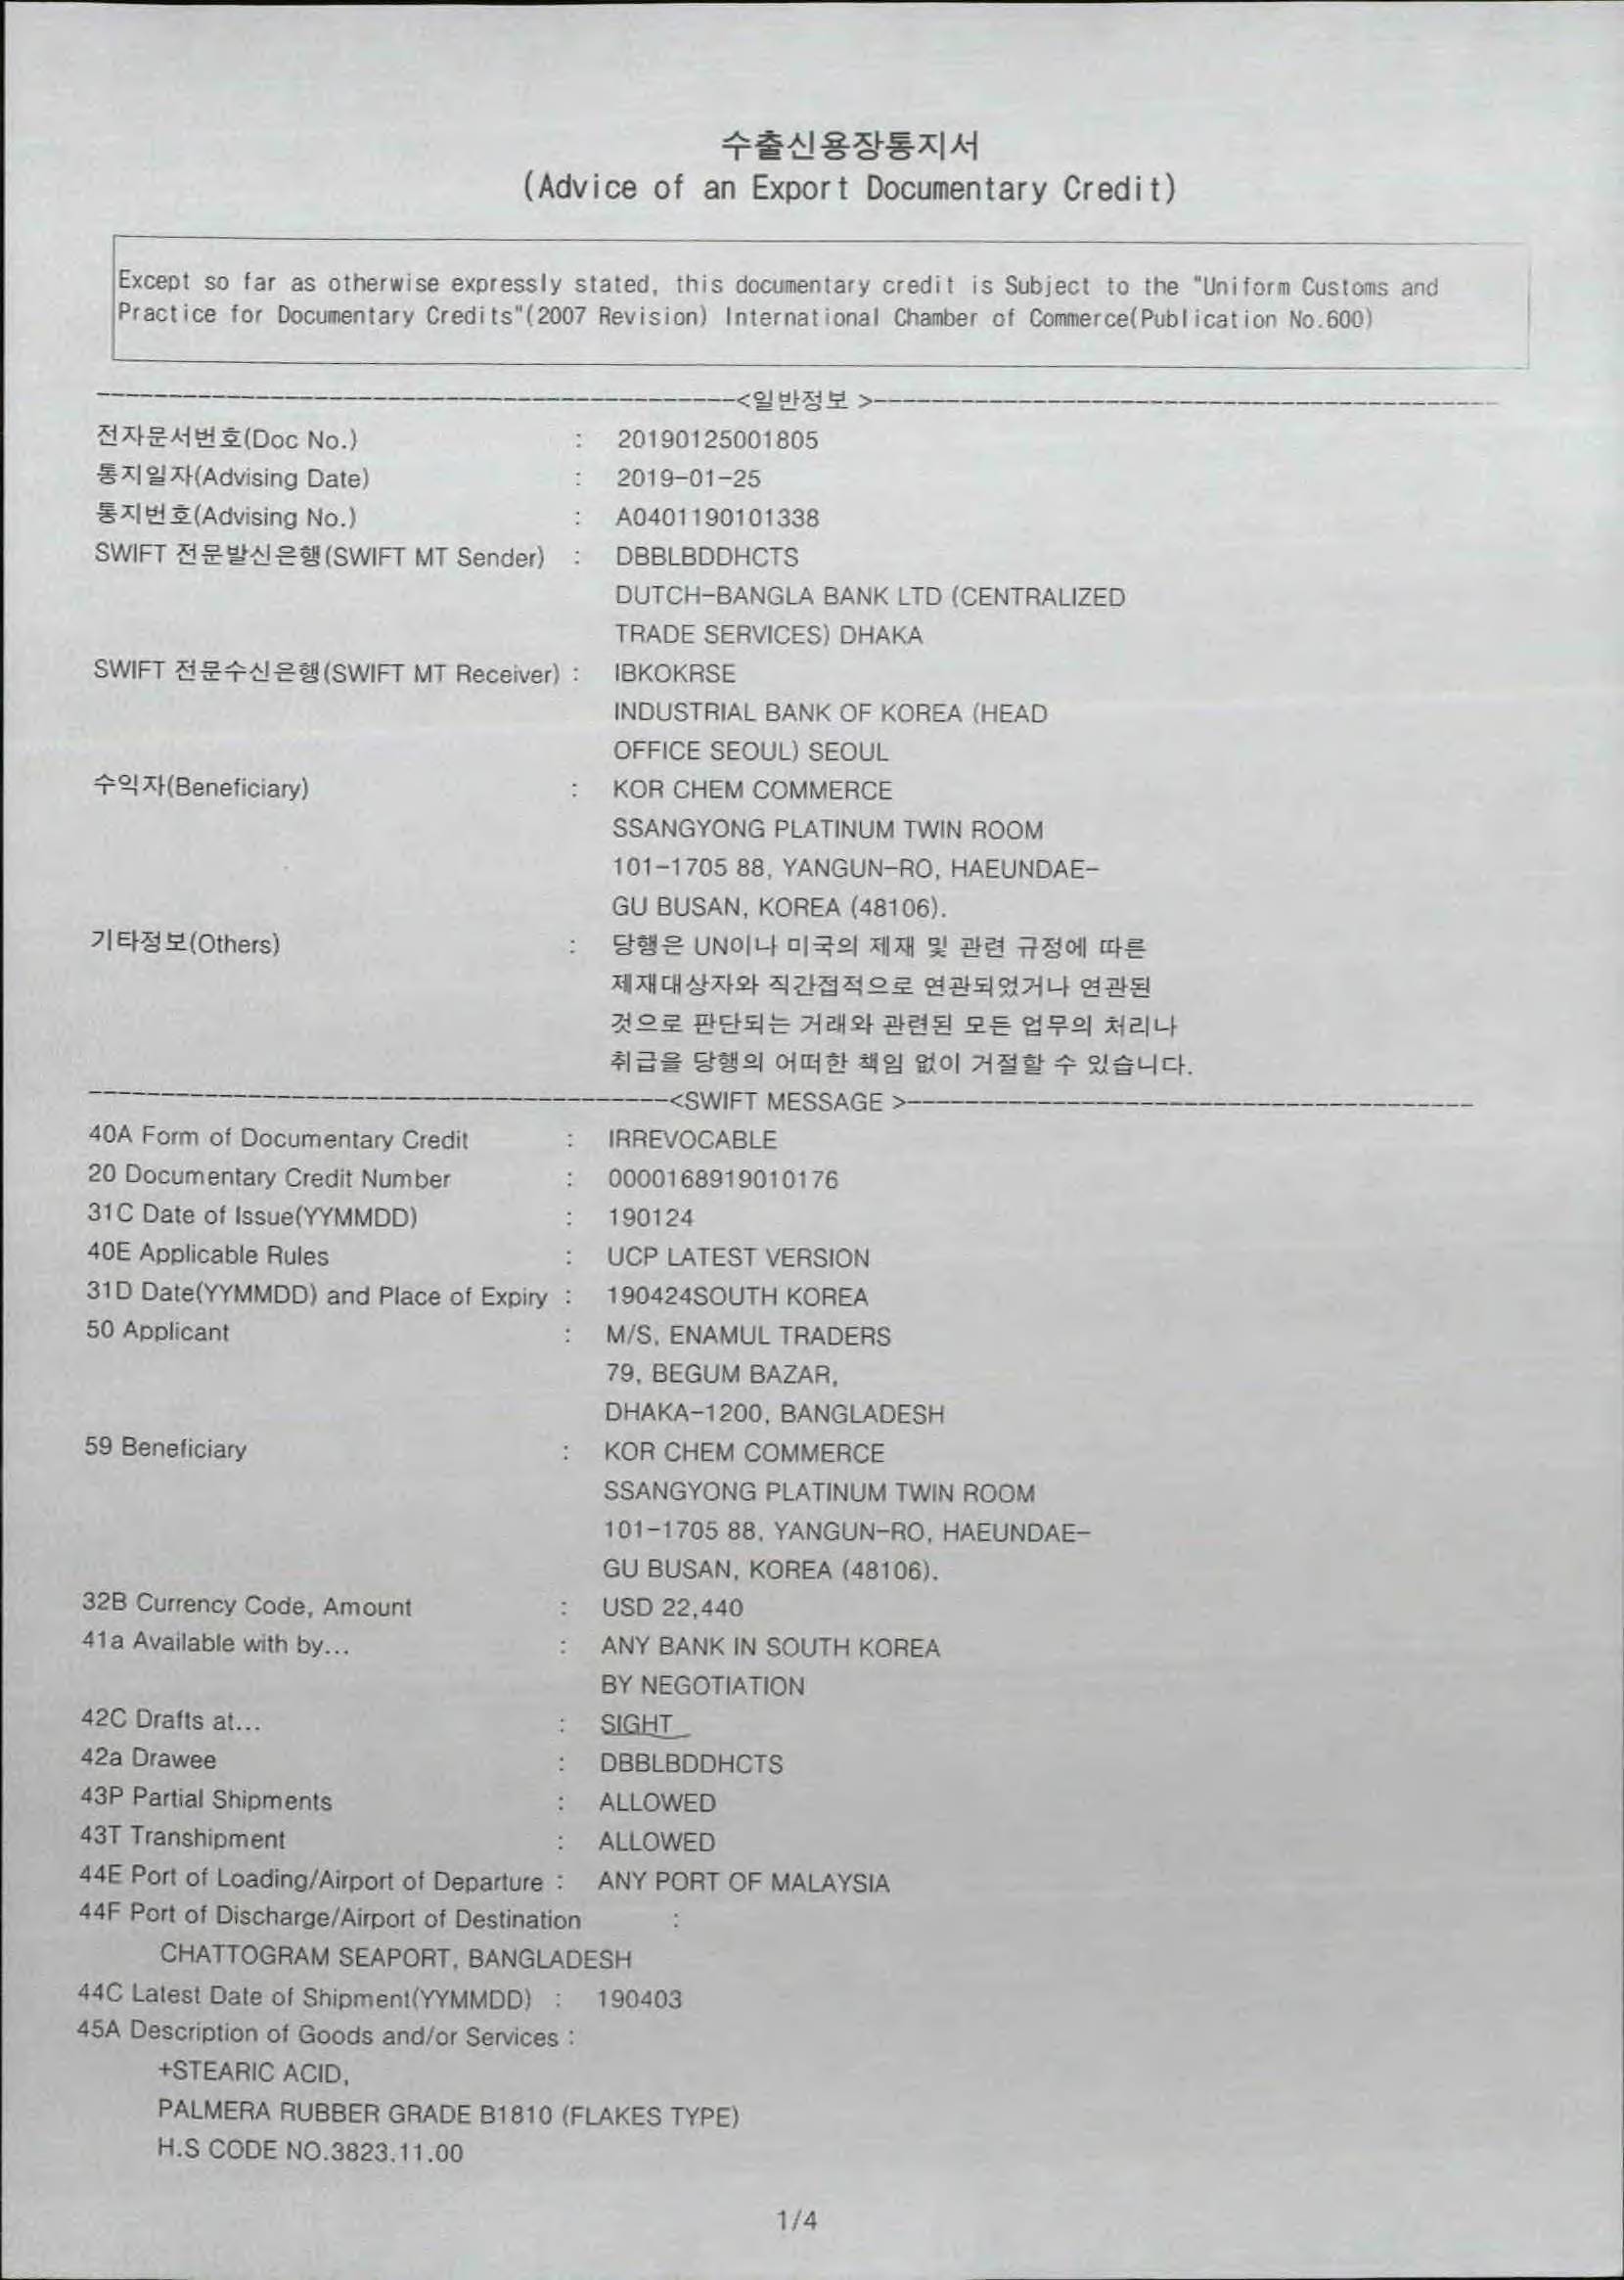 수출신용장통지서
(Advice of an Export Documentary Credit)
Except so far as otherwise expressly stated, this documentary credit is Subject to the "Uniform Customs and
Practice for Documentary Credits"(2007 Revision) International Chamber of Commerce(Publication No.600)
<일반정보 >
전자문서번호(Doc No.) : 20190125001805
통지일자(Advising Date) : 2019-01-25
통지번호(Advising No.) : A0401190101338
SWIFT 전문발신은행(SWIFT MT Sender) : DBBLBDDHCTS
DUTCH-BANGLA BANK LTD (CENTRALIZED
TRADE SERVICES) DHAKA
SWIFT 전문수신은행(SWIFT MT Receiver) : IBKOKRSE
INDUSTRIAL BANK OF KOREA (HEAD
OFFICE SEOUL) SEOUL
수익자(Beneficiary) : KOR CHEM COMMERCE
SSANGYONG PLATINUM TWIN ROOM
101-1705 88, YANGUN-RO, HAEUNDAE-
GU BUSAN, KOREA (48106).
기타정보(Others) : 당행은 UN이나 미국의 제재 및 관련 규정에 따른
제재대상자와 직간접적으로 연관되었거나 연관된
것으로 판단되는 거래와 관련된 모든 업무의 처리나
취급을 당행의 어떠한 책임 없이 거절할 수 있습니다.
<SWIFT MESSAGE >
40A Form of Documentary Credit : IRREVOCABLE
20 Documentary Credit Number : 0000168919010176
31C Date of Issue(YYMMDD) : 190124
40E Applicable Rules : UCP LATEST VERSION
31D Date(YYMMDD) and Place of Expiry : 190424SOUTH KOREA
50 Applicant : M/S, ENAMUL TRADERS
79, BEGUM BAZAR,
DHAKA-1200, BANGLADESH
59 Beneficiary : KOR CHEM COMMERCE
SSANGYONG PLATINUM TWIN ROOM
101-1705 88, YANGUN-RO, HAEUNDAE-
GU BUSAN, KOREA (48106).
32B Currency Code, Amount : USD 22,440
41a Available with by... : ANY BANK IN SOUTH KOREA
BY NEGOTIATION
42C Drafts at... : SIGHT
42a Drawee : DBBLBDDHCTS
43P Partial Shipments : ALLOWED
43T Transhipment : ALLOWED
44E Port of Loading/Airport of Departure : ANY PORT OF MALAYSIA
44F Port of Discharge/Airport of Destination :
CHATTOGRAM SEAPORT, BANGLADESH
44C Latest Date of Shipment(YYMMDD) : 190403
45A Description of Goods and/or Services :
+STEARIC ACID,
PALMERA RUBBER GRADE B1810 (FLAKES TYPE)
H.S CODE NO.3823.11.00
1/4